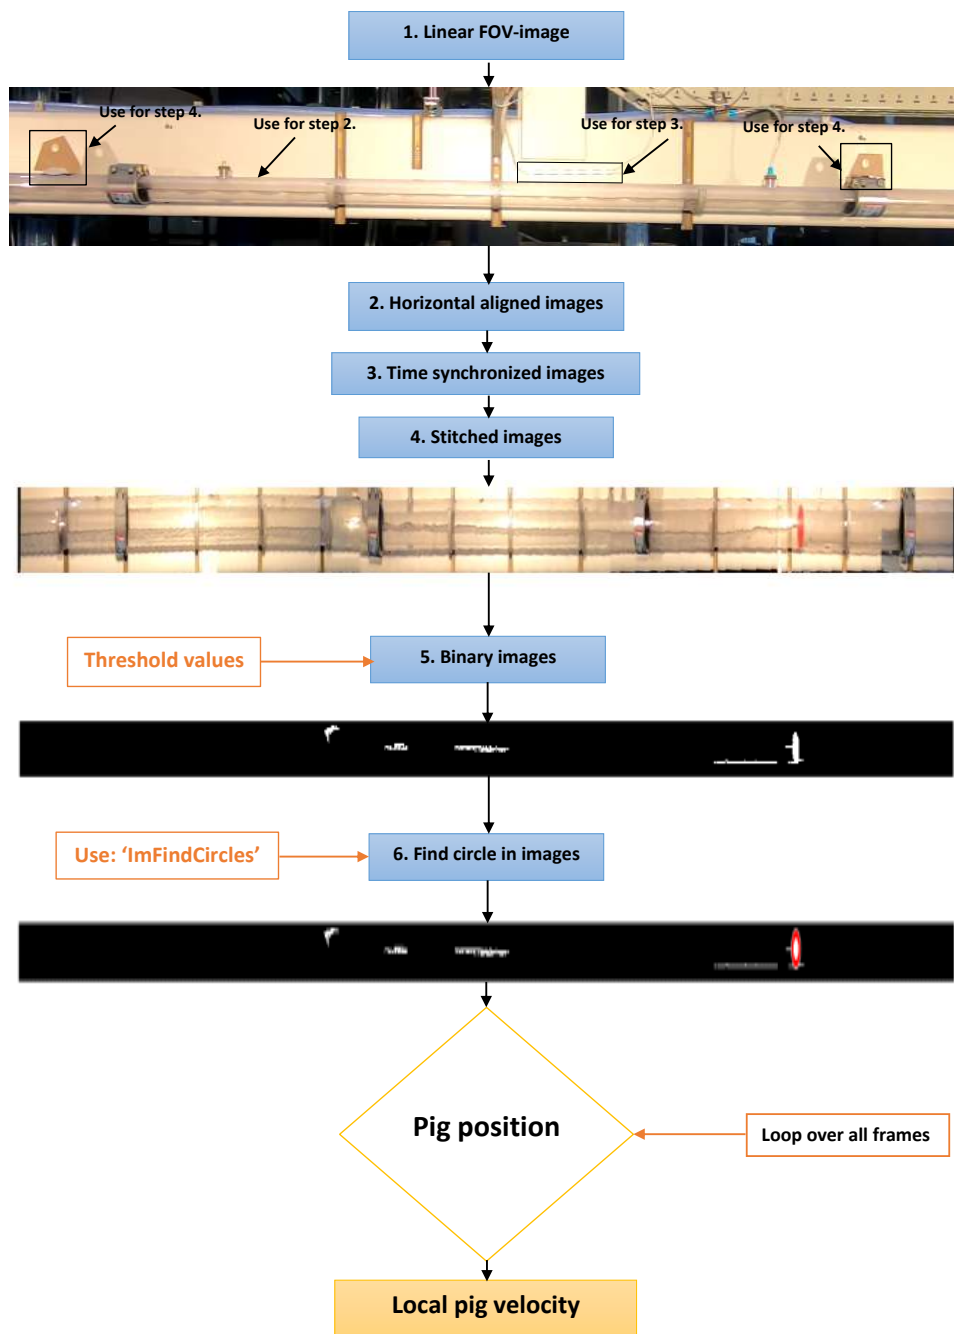 1. Linear FOV-image
Use for step 4.
Use for step 2.
Use for step 3.
Use for step 4.
2. Horizontal aligned images
3. Time synchronized images
4. Stitched images
Threshold values
5. Binary images
Use: ‘ImFindCircles’
6. Find circle in images
Pig position
Loop over all frames
Local pig velocity